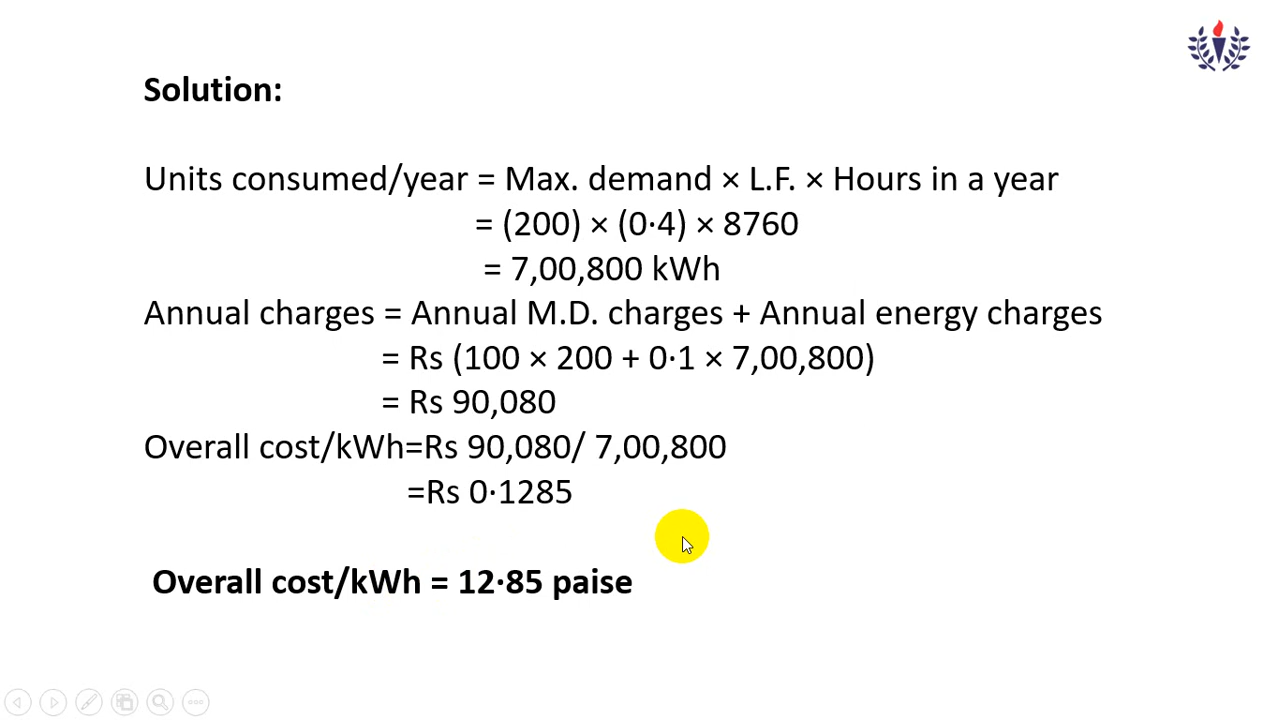 Solution:
Units consumed/year = Max. demand × L.F. × Hours in a year
= (200) × (0·4) × 8760
= 7,00,800 kWh
Annual charges = Annual M.D. charges + Annual energy charges
= Rs (100 × 200 + 0·1 × 7,00,800)
= Rs 90,080
Overall cost/kWh=Rs 90,080/ 7,00,800
=Rs 0·1285
Overall cost/kWh = 12·85 paise